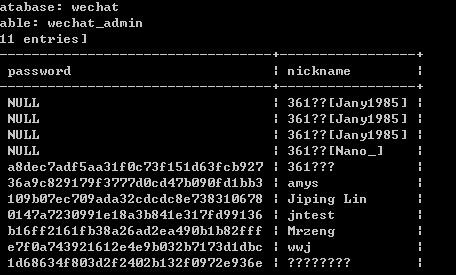 atabase: wechat
able: wechat_admin
11 entries]
password | nickname |
NULL | 361??[Jany1985] |
NULL | 361??[Jany1985] |
NULL | 361??[Jany1985] |
NULL | 361??[Nano_] |
a8dec7adf5aa31f0c73f151d63fcb927 | 361??? |
36a9c829179f3777d0cd47b090fd1bb3 | amys |
109b07ec709ada32cdcdc8e738310678 | Jiping Lin |
0147a7230991e18a3b841e317fd99136 | jntest |
b16ff2161fb38a26ad2ea490b1b82fff | Mrzeng |
e7f0a743921612e4e9b032b7173d1dbc | wwj |
1d68634f803d2f2402b132f0972e936e | ???????? |